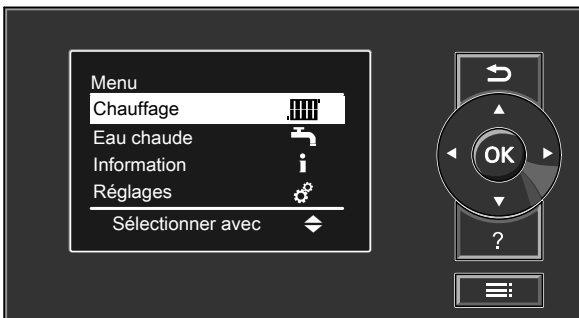 Menu
Chauffage
Eau chaude
Information
Réglages
Sélectionner avec
OK
?